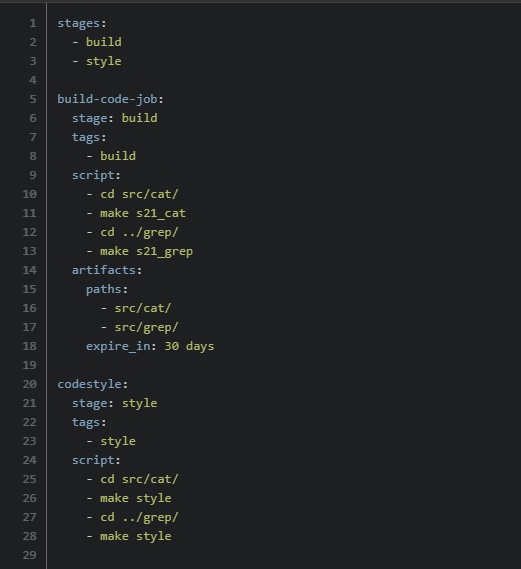 1 stages:
2   - build
3   - style
4
5 build-code-job:
6   stage: build
7   tags:
8     - build
9   script:
10     - cd src/cat/
11     - make s21_cat
12     - cd ../grep/
13     - make s21_grep
14   artifacts:
15     paths:
16       - src/cat/
17       - src/grep/
18     expire_in: 30 days
19
20 codestyle:
21   stage: style
22   tags:
23     - style
24   script:
25     - cd src/cat/
26     - make style
27     - cd ../grep/
28     - make style
29